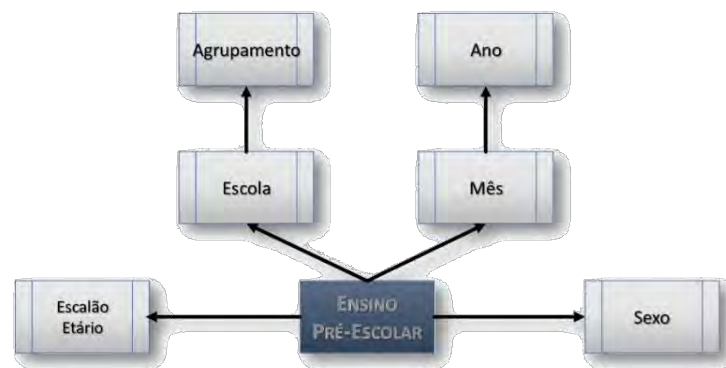 Agrupamento
Ano
Escola
Mês
Escalão
Etário
ENSINO
PRÉ-ESCOLAR
Sexo